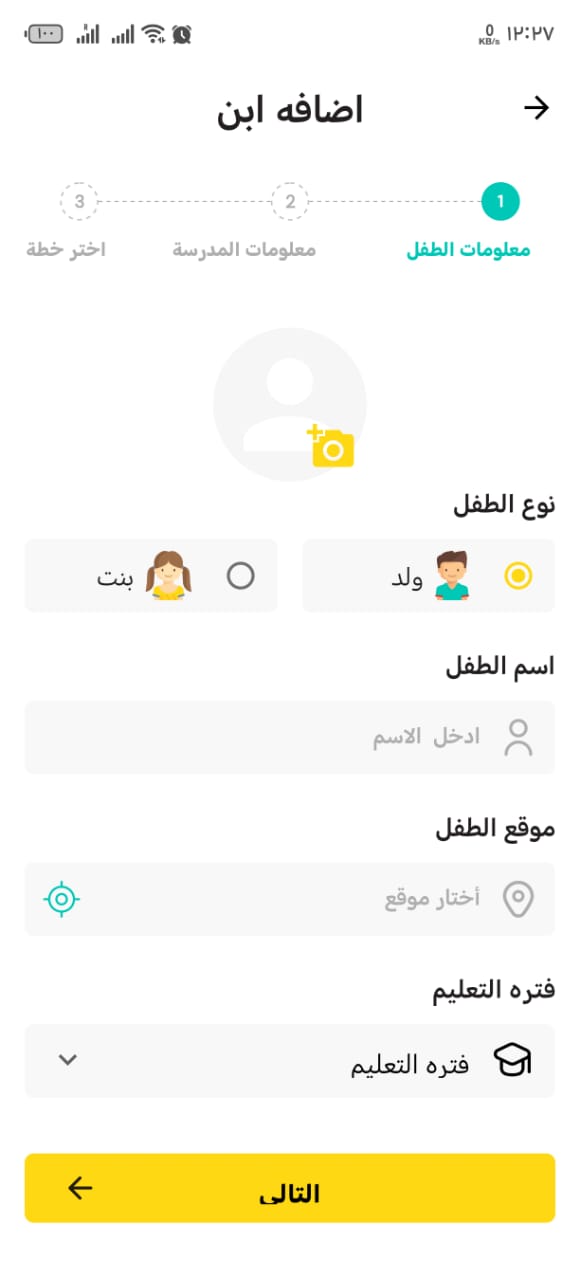 ١٢:٢٧ 0 KB/s ١٠٠
اضافه ابن
1 2 3
معلومات الطفل معلومات المدرسة اختر خطة
نوع الطفل
ولد بنت
اسم الطفل
ادخل الاسم
موقع الطفل
أختار موقع
فتره التعليم
فتره التعليم
التالى